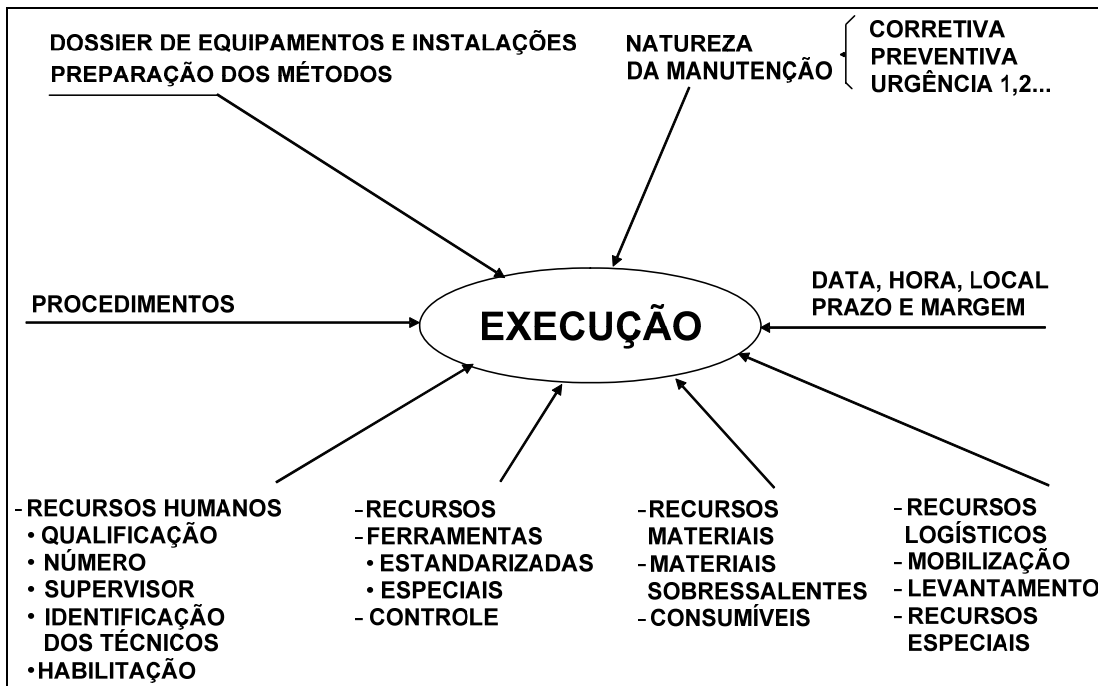 DOSSIER DE EQUIPAMENTOS E INSTALAÇÕES
PREPARAÇÃO DOS MÉTODOS
NATUREZA
DA MANUTENÇÃO
CORRETIVA
PREVENTIVA
URGÊNCIA 1,2...
PROCEDIMENTOS
EXECUÇÃO
DATA, HORA, LOCAL
PRAZO E MARGEM
- RECURSOS HUMANOS
• QUALIFICAÇÃO
• NÚMERO
• SUPERVISOR
• IDENTIFICAÇÃO
DOS TÉCNICOS
• HABILITAÇÃO
- RECURSOS
- FERRAMENTAS
• ESTANDARIZADAS
• ESPECIAIS
- CONTROLE
- RECURSOS
MATERIAIS
- MATERIAIS
SOBRESSALENTES
- CONSUMÍVEIS
- RECURSOS
LOGÍSTICOS
- MOBILIZAÇÃO
- LEVANTAMENTO
- RECURSOS
ESPECIAIS